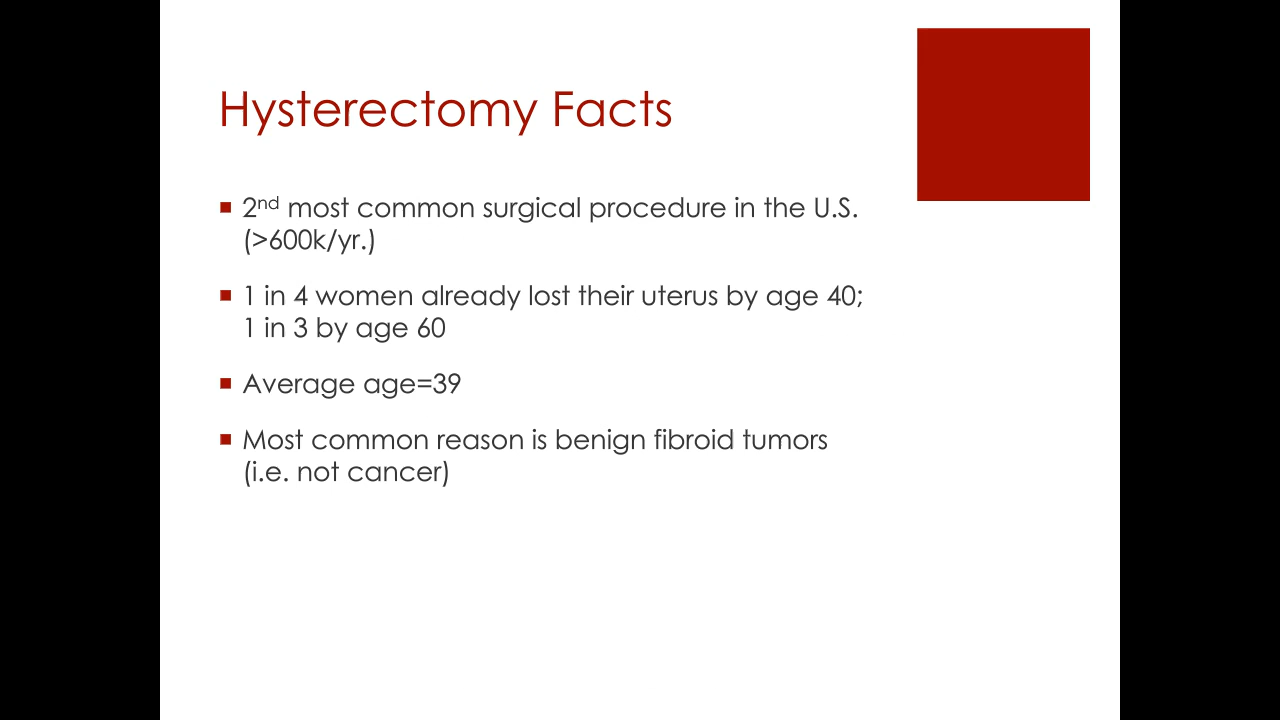 Hysterectomy Facts
2nd most common surgical procedure in the U.S.
(>600k/yr.)
1 in 4 women already lost their uterus by age 40;
1 in 3 by age 60
Average age=39
Most common reason is benign fibroid tumors
(i.e. not cancer)